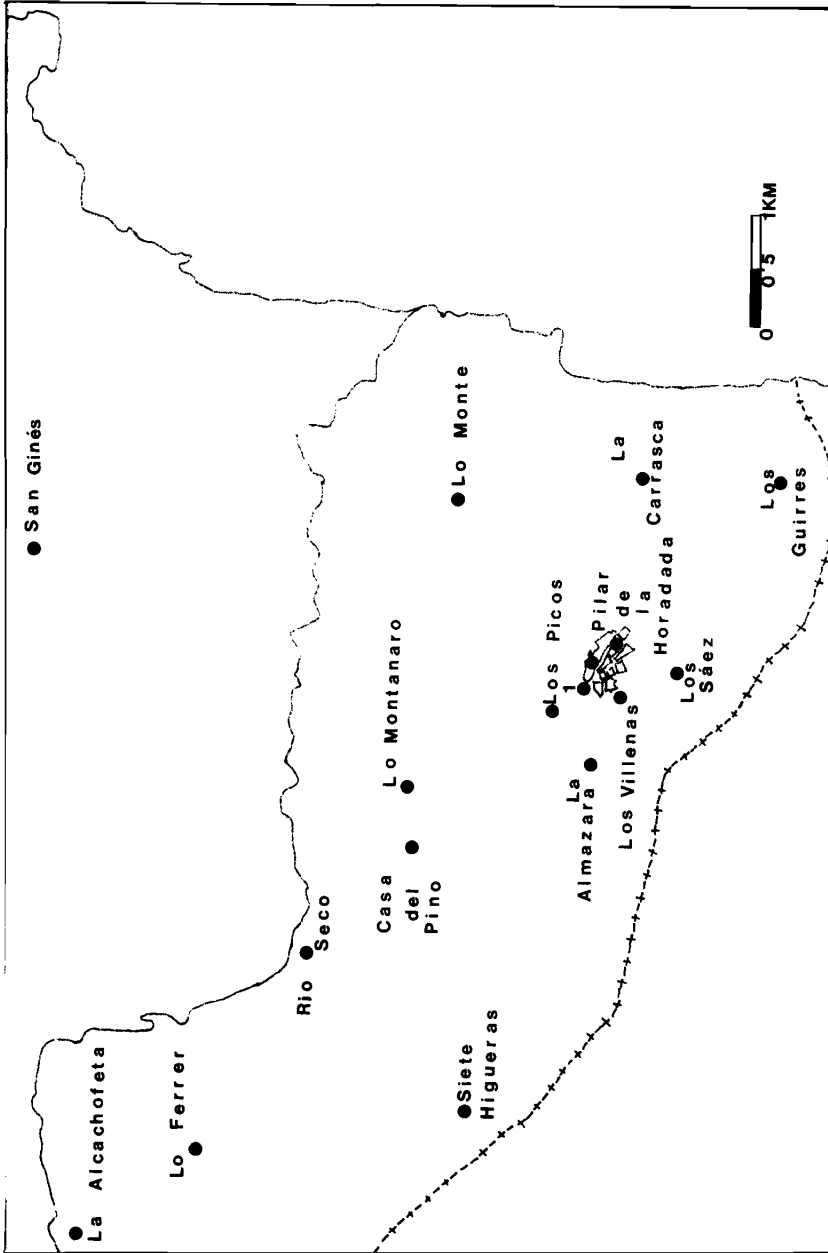 La Alcachofeta
Lo Ferrer
San Ginés
Rio
Seco
Casa
del
Pino
Lo Montanaro
Lo Monte
Siete
Higueras
Los Picos
1
La
Almazara
Los Villenas
Pilar
de
la
Horadada
La
Carrasca
Los
Sáez
Los
Guirres
0 0'5 1KM